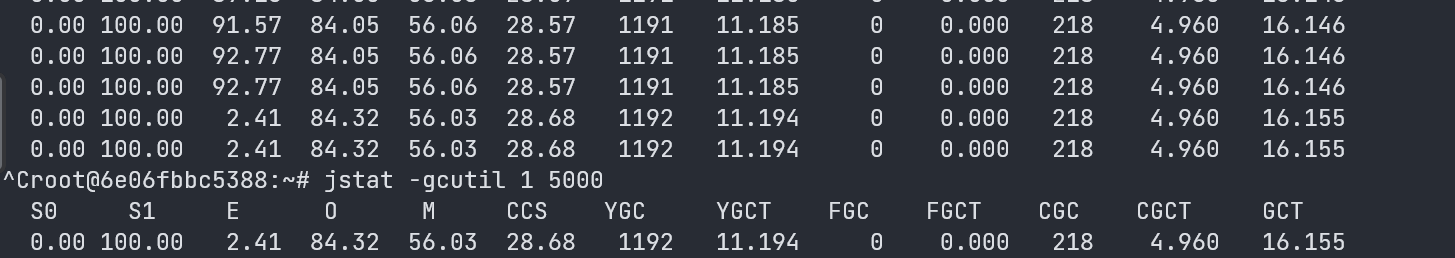 0.00 100.00 91.57 84.05 56.06 28.57 1191 11.185 0 0.000 218 4.960 16.146
0.00 100.00 92.77 84.05 56.06 28.57 1191 11.185 0 0.000 218 4.960 16.146
0.00 100.00 92.77 84.05 56.06 28.57 1191 11.185 0 0.000 218 4.960 16.146
0.00 100.00 2.41 84.32 56.03 28.68 1192 11.194 0 0.000 218 4.960 16.155
0.00 100.00 2.41 84.32 56.03 28.68 1192 11.194 0 0.000 218 4.960 16.155
^Croot@6e06fbbc5388:~# jstat -gcutil 1 5000
S0 S1 E O M CCS YGC YGCT FGC FGCT CGC CGCT GCT
0.00 100.00 2.41 84.32 56.03 28.68 1192 11.194 0 0.000 218 4.960 16.155